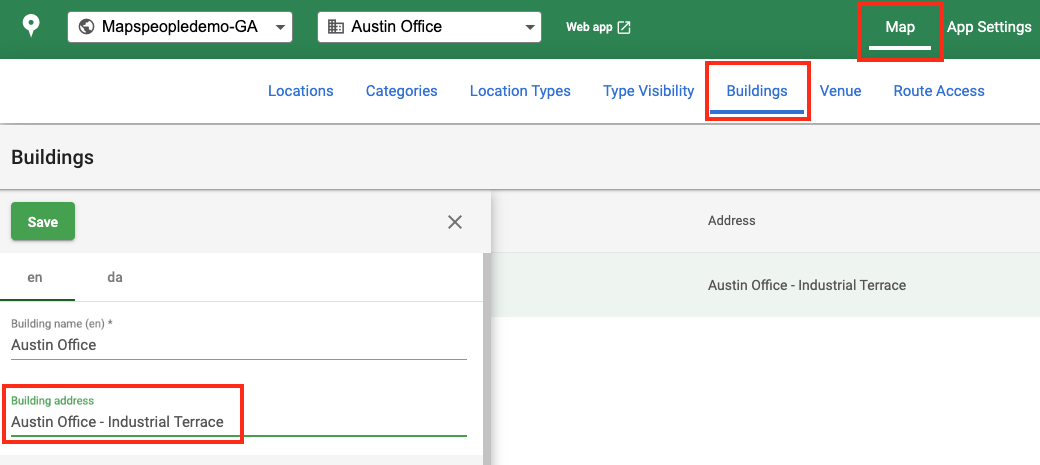 Mapspeopledemo-GA Austin Office Web app Map App Settings
Locations Categories Location Types Type Visibility Buildings Venue Route Access
Buildings
Save
Address
en da
Austin Office - Industrial Terrace
Building name (en) *
Austin Office
Building address
Austin Office - Industrial Terrace